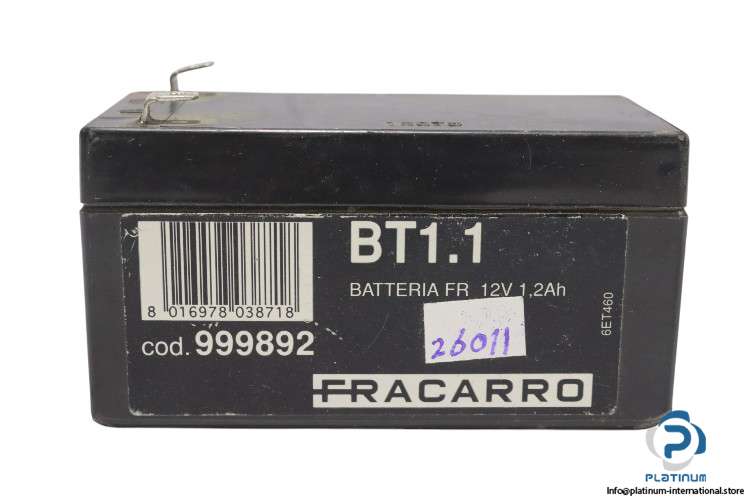 BT1.1
BATTERIA FR 12V 1,2Ah
8 016978 038718
cod. 999892
26011
6ET460
FRACARRO
PLATINUM
Info@platinum-international.store